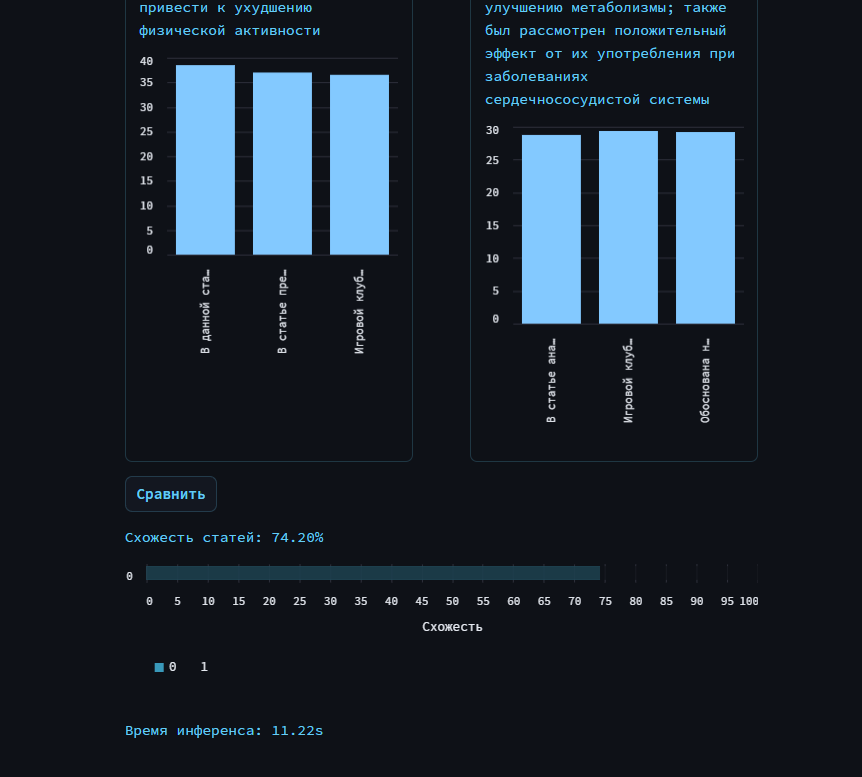 привести к ухудшению
физической активности
40
35
30
25
20
15
10
5
0
В данной ста…
В статье пре…
Игровой клуб…
улучшению метаболизмы; также
был рассмотрен положительный
эффект от их употребления при
заболеваниях
сердечнососудистой системы
30
25
20
15
10
5
0
В статье ана…
Игровой клуб…
Обоснована н…
Сравнить
Схожесть статей: 74.20%
0
0 5 10 15 20 25 30 35 40 45 50 55 60 65 70 75 80 85 90 95 100
Схожесть
0 1
Время инференса: 11.22s